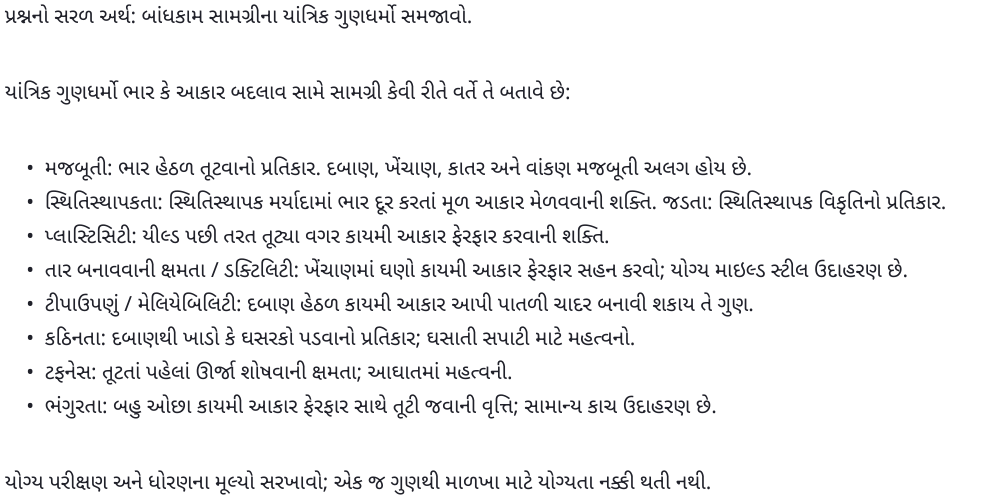 પ્રશ્નનો સરળ અર્થ: બાંધકામ સામગ્રીના યાંત્રિક ગુણધર્મો સમજાવો.
યાંત્રિક ગુણધર્મો ભાર કે આકાર બદલાવ સામે સામગ્રી કેવી રીતે વર્તે તે બતાવે છે:
• મજબૂતી: ભાર હેઠળ તૂટવાનો પ્રતિકાર. દબાણ, ખેંચાણ, કાતર અને વાંકણ મજબૂતી અલગ હોય છે.
• સ્થિતિસ્થાપકતા: સ્થિતિસ્થાપક મર્યાદામાં ભાર દૂર કરતાં મૂળ આકાર મેળવવાની શક્તિ. જડતા: સ્થિતિસ્થાપક વિકૃતિનો પ્રતિકાર.
• પ્લાસ્ટિસિટી: યીલ્ડ પછી તરત તૂટ્યા વગર કાયમી આકાર ફેરફાર કરવાની શક્તિ.
• તાર બનાવવાની ક્ષમતા / ડક્ટિલિટી: ખેંચાણમાં ઘણો કાયમી આકાર ફેરફાર સહન કરવો; યોગ્ય માઇલ્ડ સ્ટીલ ઉદાહરણ છે.
• ટીપાઉપણું / મેલિયેબિલિટી: દબાણ હેઠળ કાયમી આકાર આપી પાતળી ચાદર બનાવી શકાય તે ગુણ.
• કઠિનતા: દબાણથી ખાડો કે ઘસરકો પડવાનો પ્રતિકાર; ઘસાતી સપાટી માટે મહત્વનો.
• ટફનેસ: તૂટતાં પહેલાં ઊર્જા શોષવાની ક્ષમતા; આઘાતમાં મહત્વની.
• ભંગુરતા: બહુ ઓછા કાયમી આકાર ફેરફાર સાથે તૂટી જવાની વૃત્તિ; સામાન્ય કાચ ઉદાહરણ છે.
યોગ્ય પરીક્ષણ અને ધોરણના મૂલ્યો સરખાવો; એક જ ગુણથી માળખા માટે યોગ્યતા નક્કી થતી નથી.